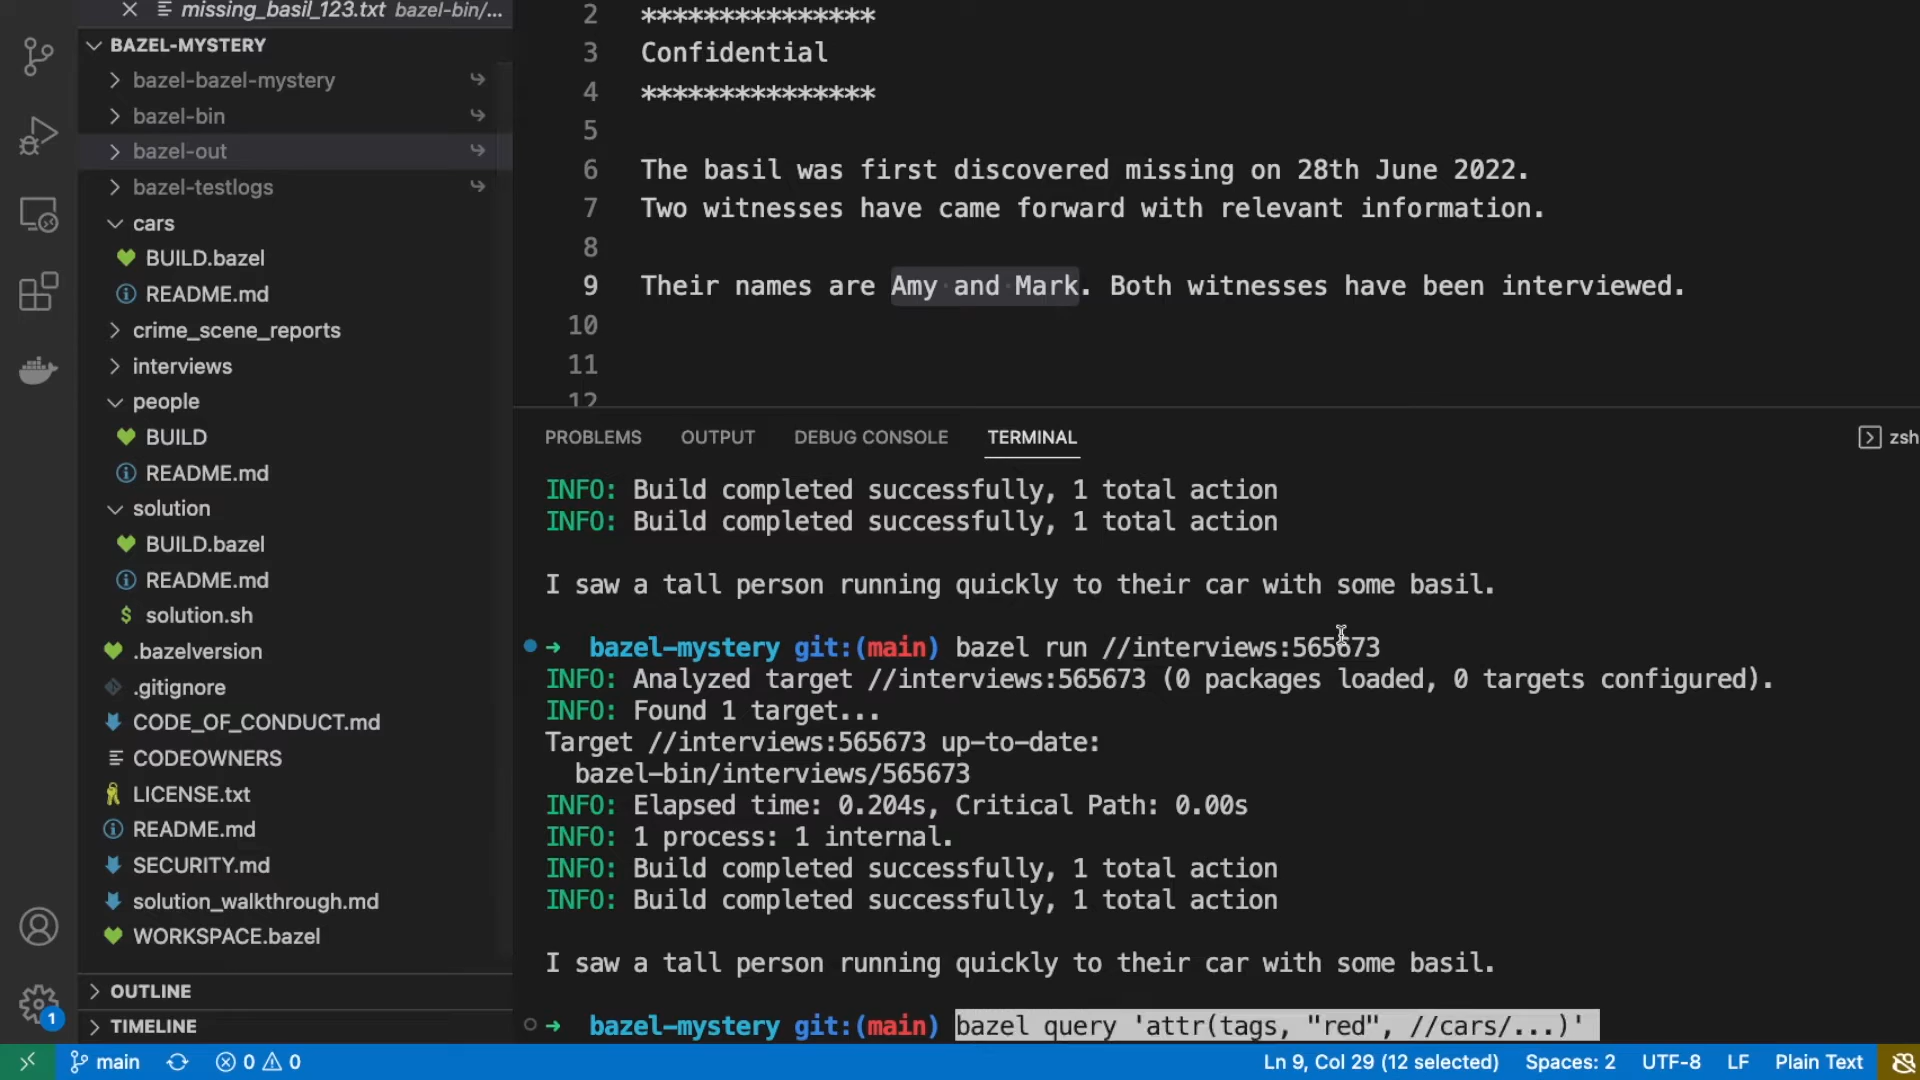 missing_basil_123.txt bazel-bin/...
BAZEL-MYSTERY
bazel-bazel-mystery
bazel-bin
bazel-out
bazel-testlogs
cars
BUILD.bazel
README.md
crime_scene_reports
interviews
people
BUILD
README.md
solution
BUILD.bazel
README.md
$ solution.sh
.bazelversion
.gitignore
CODE_OF_CONDUCT.md
CODEOWNERS
LICENSE.txt
README.md
SECURITY.md
solution_walkthrough.md
WORKSPACE.bazel
OUTLINE
TIMELINE
1
2 ***************
3 Confidential
4 ***************
5
6 The basil was first discovered missing on 28th June 2022.
7 Two witnesses have came forward with relevant information.
8
9 Their names are Amy and Mark. Both witnesses have been interviewed.
10
11
12
PROBLEMS OUTPUT DEBUG CONSOLE TERMINAL zsh
INFO: Build completed successfully, 1 total action
INFO: Build completed successfully, 1 total action
I saw a tall person running quickly to their car with some basil.
➜ bazel-mystery git:(main) bazel run //interviews:565673
INFO: Analyzed target //interviews:565673 (0 packages loaded, 0 targets configured).
INFO: Found 1 target...
Target //interviews:565673 up-to-date:
bazel-bin/interviews/565673
INFO: Elapsed time: 0.204s, Critical Path: 0.00s
INFO: 1 process: 1 internal.
INFO: Build completed successfully, 1 total action
INFO: Build completed successfully, 1 total action
I saw a tall person running quickly to their car with some basil.
➜ bazel-mystery git:(main) bazel query 'attr(tags, "red", //cars/...)'
main 0 0 Ln 9, Col 29 (12 selected) Spaces: 2 UTF-8 LF Plain Text